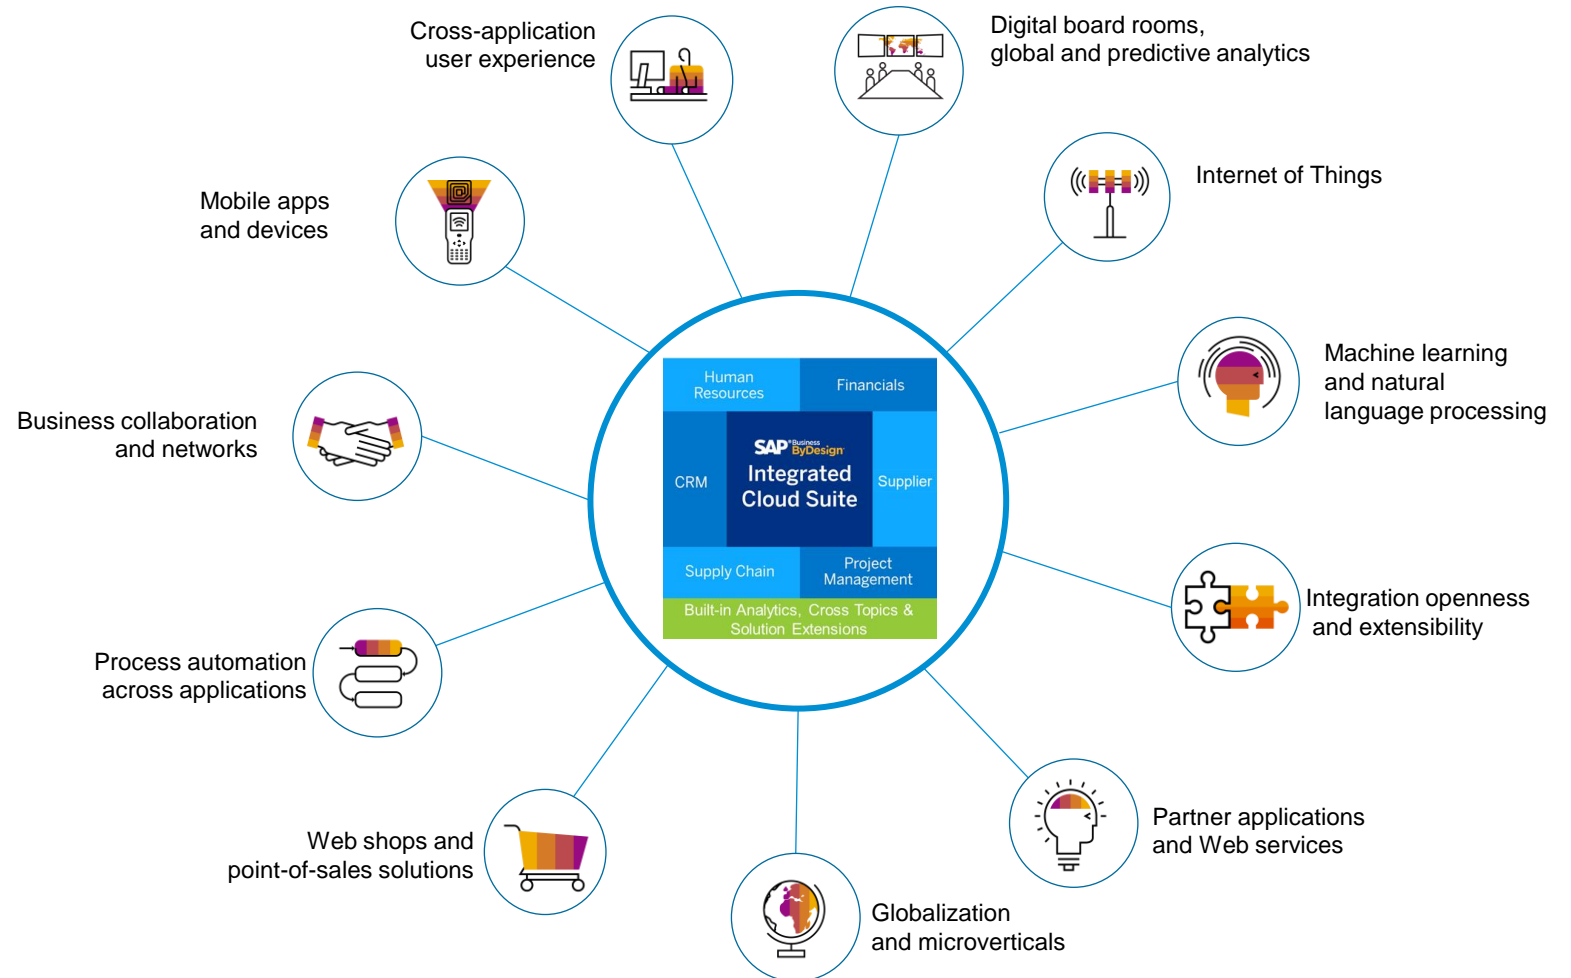 Cross-application
user experience
Digital board rooms,
global and predictive analytics
Mobile apps
and devices
Internet of Things
Business collaboration
and networks
Machine learning
and natural
language processing
Human
Resources
Financials
SAP® Business
ByDesign
Integrated
Cloud Suite
CRM
Supplier
Supply Chain
Project
Management
Built-in Analytics, Cross Topics &
Solution Extensions
Integration openness
and extensibility
Process automation
across applications
Web shops and
point-of-sales solutions
Partner applications
and Web services
Globalization
and microverticals